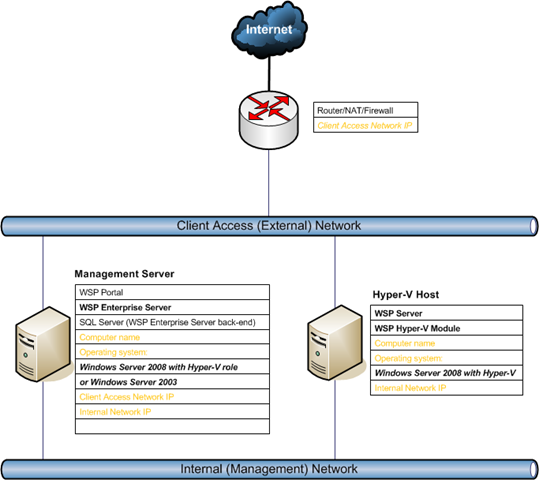 Internet
Router/NAT/Firewall
Client Access Network IP
Client Access (External) Network
Management Server
WSP Portal
WSP Enterprise Server
SQL Server (WSP Enterprise Server back-end)
Computer name
Operating system:
Windows Server 2008 with Hyper-V role
or Windows Server 2003
Client Access Network IP
Internal Network IP
Hyper-V Host
WSP Server
WSP Hyper-V Module
Computer name
Operating system:
Windows Server 2008 with Hyper-V
Internal Network IP
Internal (Management) Network